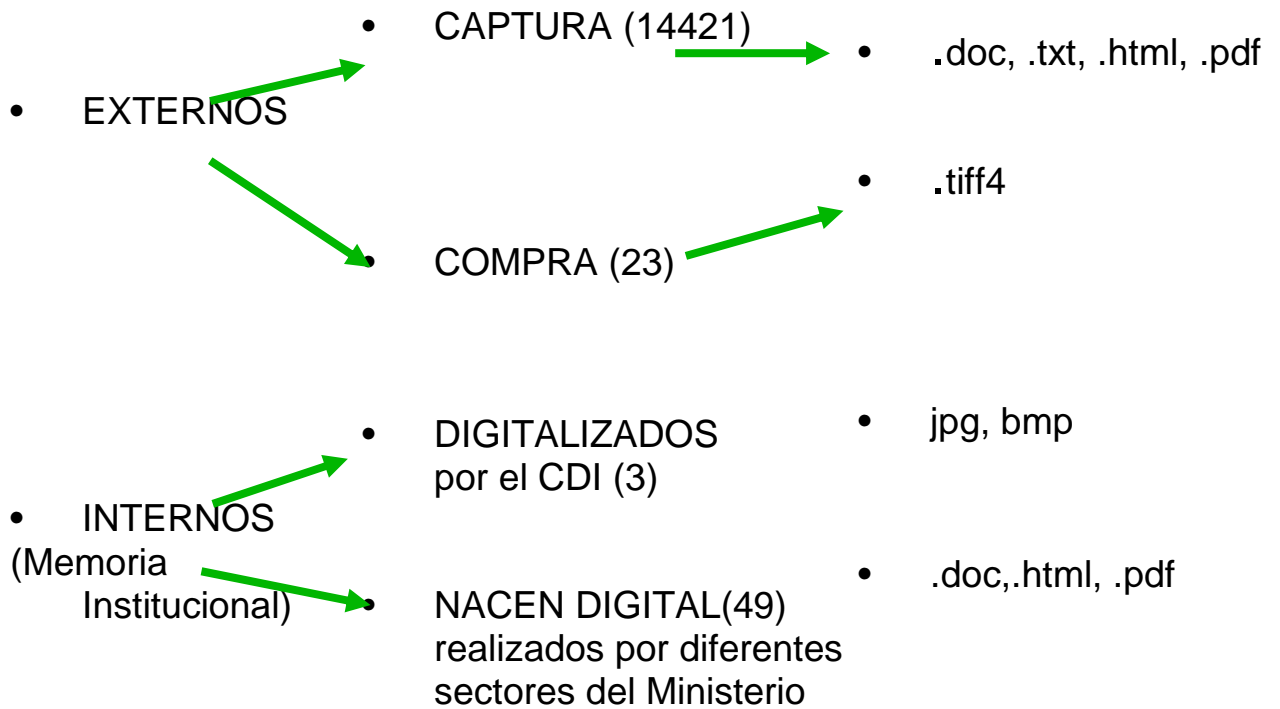 • CAPTURA (14421)
• .doc, .txt, .html, .pdf
• EXTERNOS
• .tiff4
• COMPRA (23)
• DIGITALIZADOS
por el CDI (3)
• jpg, bmp
• INTERNOS
(Memoria
Institucional)
• NACEN DIGITAL(49)
realizados por diferentes
sectores del Ministerio
• .doc,.html, .pdf